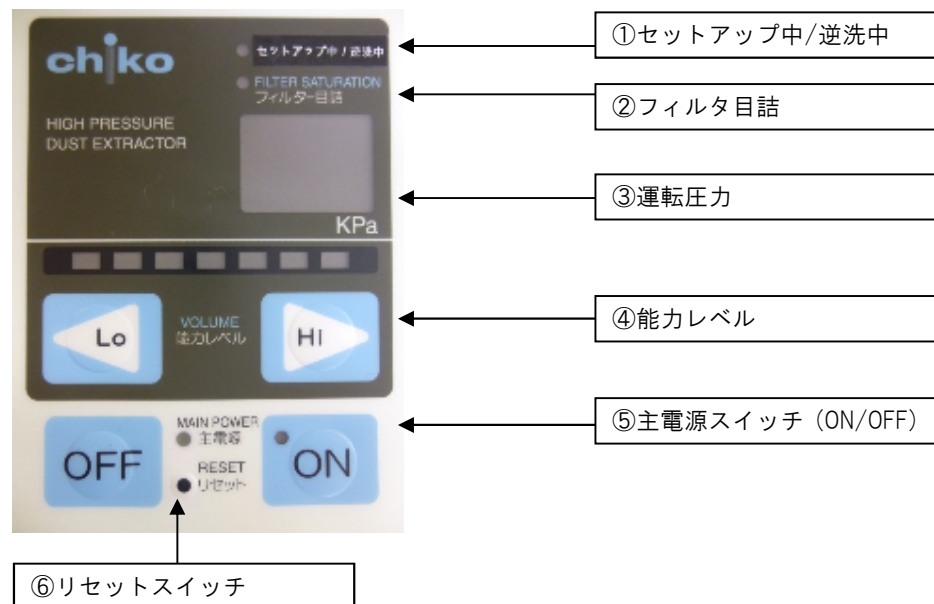 chiko
セットアップ中/逆洗中
FILTER SATURATION
フィルター目詰
HIGH PRESSURE
DUST EXTRACTOR
KPa
Lo
VOLUME
能力レベル
Hi
OFF
MAIN POWER
主電源
RESET
リセット
ON
①セットアップ中/逆洗中
②フィルタ目詰
③運転圧力
④能力レベル
⑤主電源スイッチ（ON/OFF）
⑥リセットスイッチ